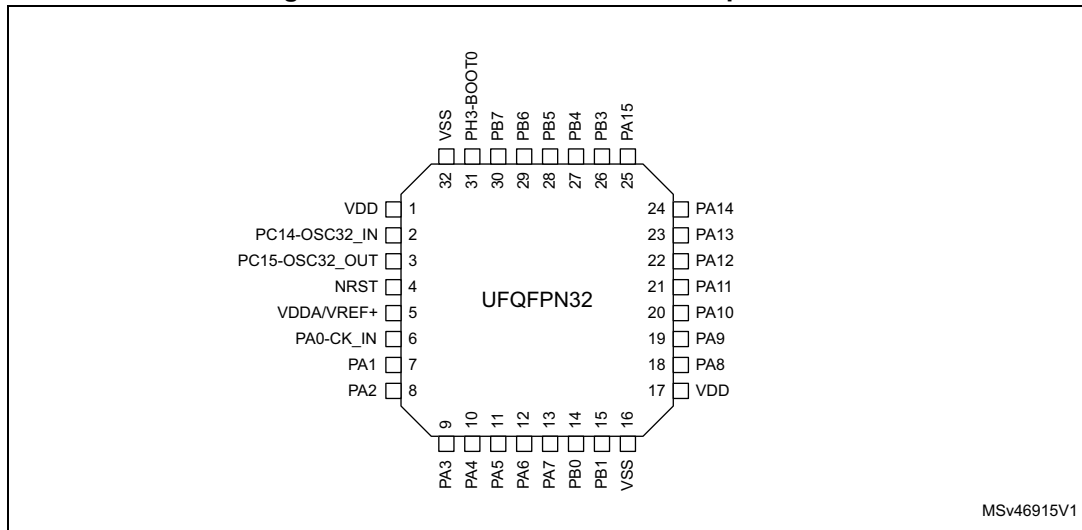 PH3-BOOT0
VSS PB7 PB6 PB5 PB4 PB3 PA15
32 31 30 29 28 27 26 25
VDD 1 24 PA14
PC14-OSC32_IN 2 23 PA13
PC15-OSC32_OUT 3 22 PA12
NRST 4 21 PA11
UFQFPN32
VDDA/VREF+ 5 20 PA10
PA0-CK_IN 6 19 PA9
PA1 7 18 PA8
PA2 8 17 VDD
9 10 11 12 13 14 15 16
PA3 PA4 PA5 PA6 PA7 PB0 PB1 VSS
MSv46915V1